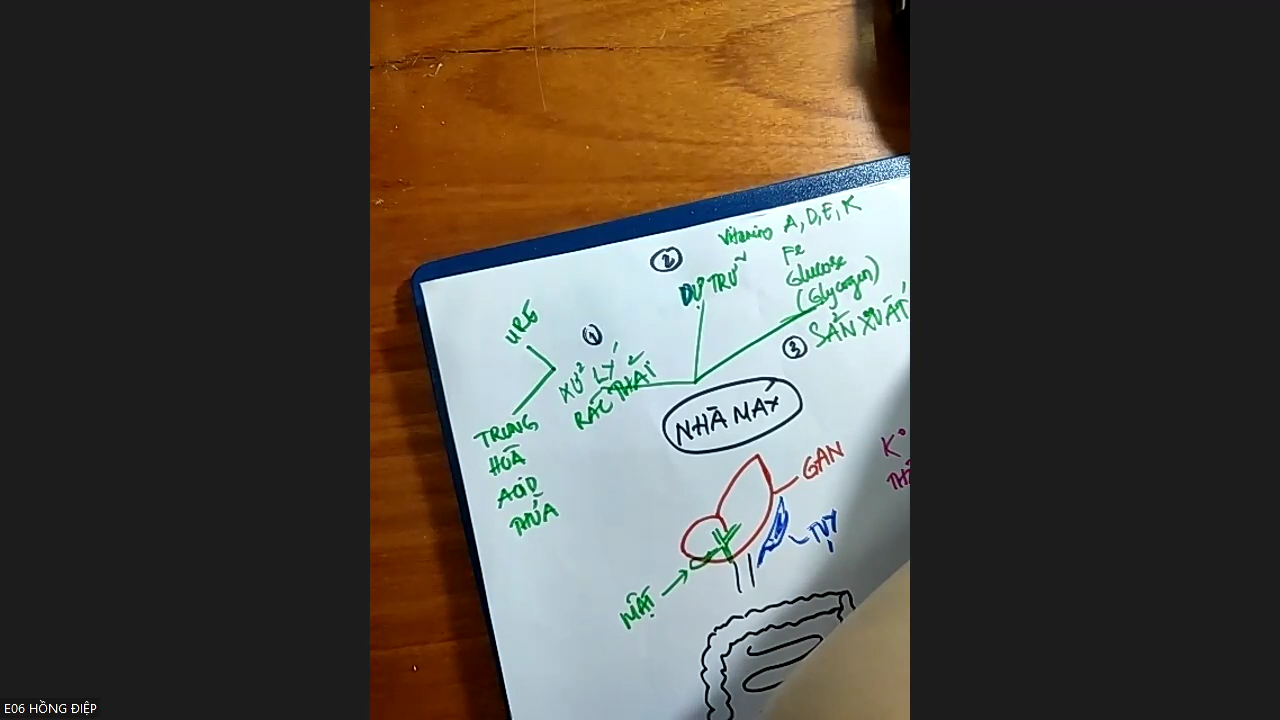 Vitamin A, D, E, K
Fe
Glucose
(Glycogen)
②
DỰ TRỮ
URE
①
XỬ LÝ
RÁC THẢI
③ SẢN XUẤT
TRUNG
HÒA
ACID
THỪA
NHÀ MÁY
GAN
TỤY
MẬT
E06 HỒNG ĐIỆP